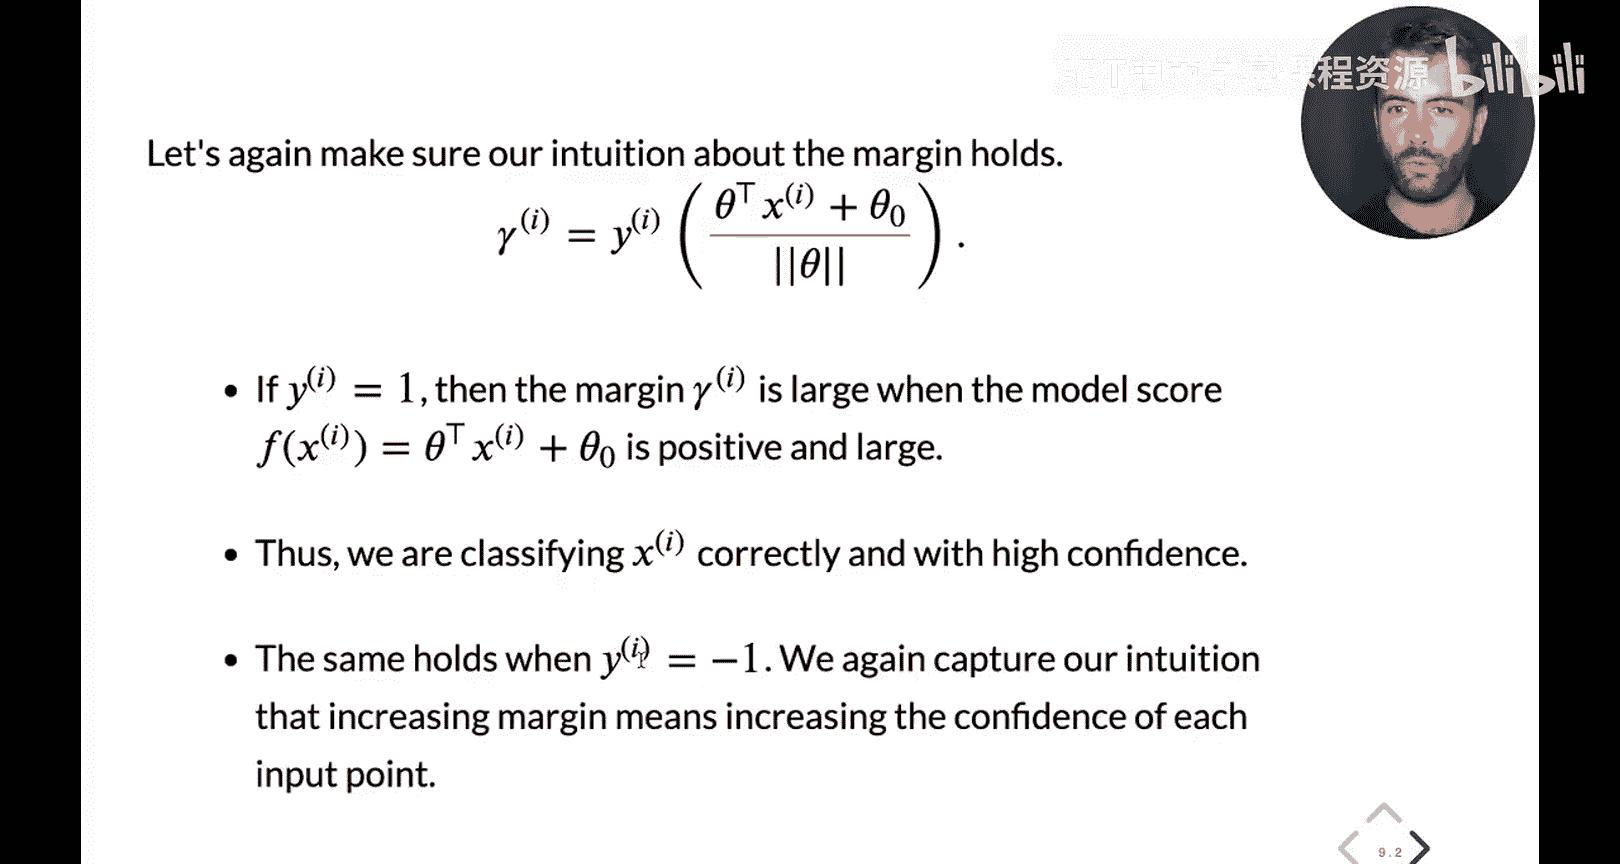 程资源 bilibili
Let's again make sure our intuition about the margin holds.
γ⁽ⁱ⁾ = y⁽ⁱ⁾ ( (θ⊤x⁽ⁱ⁾ + θ₀) / ||θ|| ) .
• If y⁽ⁱ⁾ = 1, then the margin γ⁽ⁱ⁾ is large when the model score
f(x⁽ⁱ⁾) = θ⊤x⁽ⁱ⁾ + θ₀ is positive and large.
• Thus, we are classifying x⁽ⁱ⁾ correctly and with high confidence.
• The same holds when y⁽ⁱ⁾ = −1. We again capture our intuition
that increasing margin means increasing the confidence of each
input point.
9.2